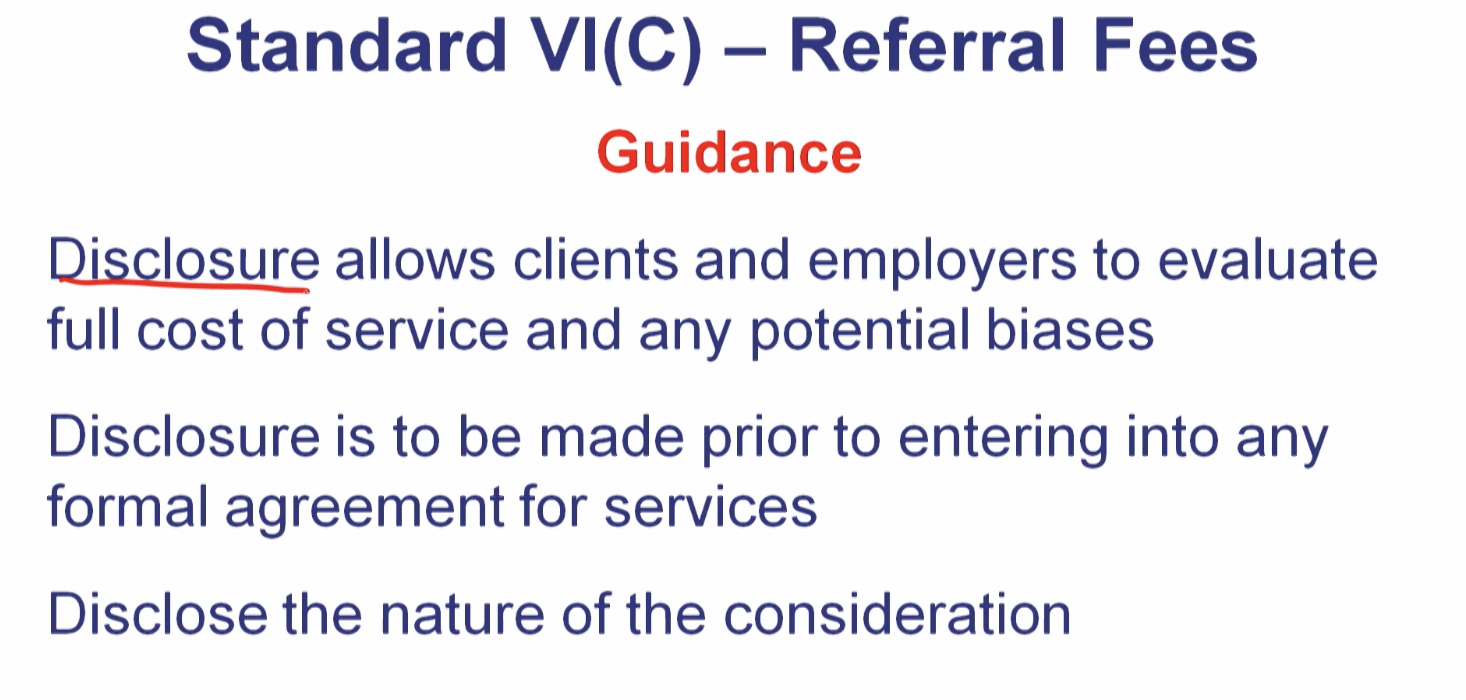 Standard VI(C) – Referral Fees
Guidance
Disclosure allows clients and employers to evaluate
full cost of service and any potential biases
Disclosure is to be made prior to entering into any
formal agreement for services
Disclose the nature of the consideration